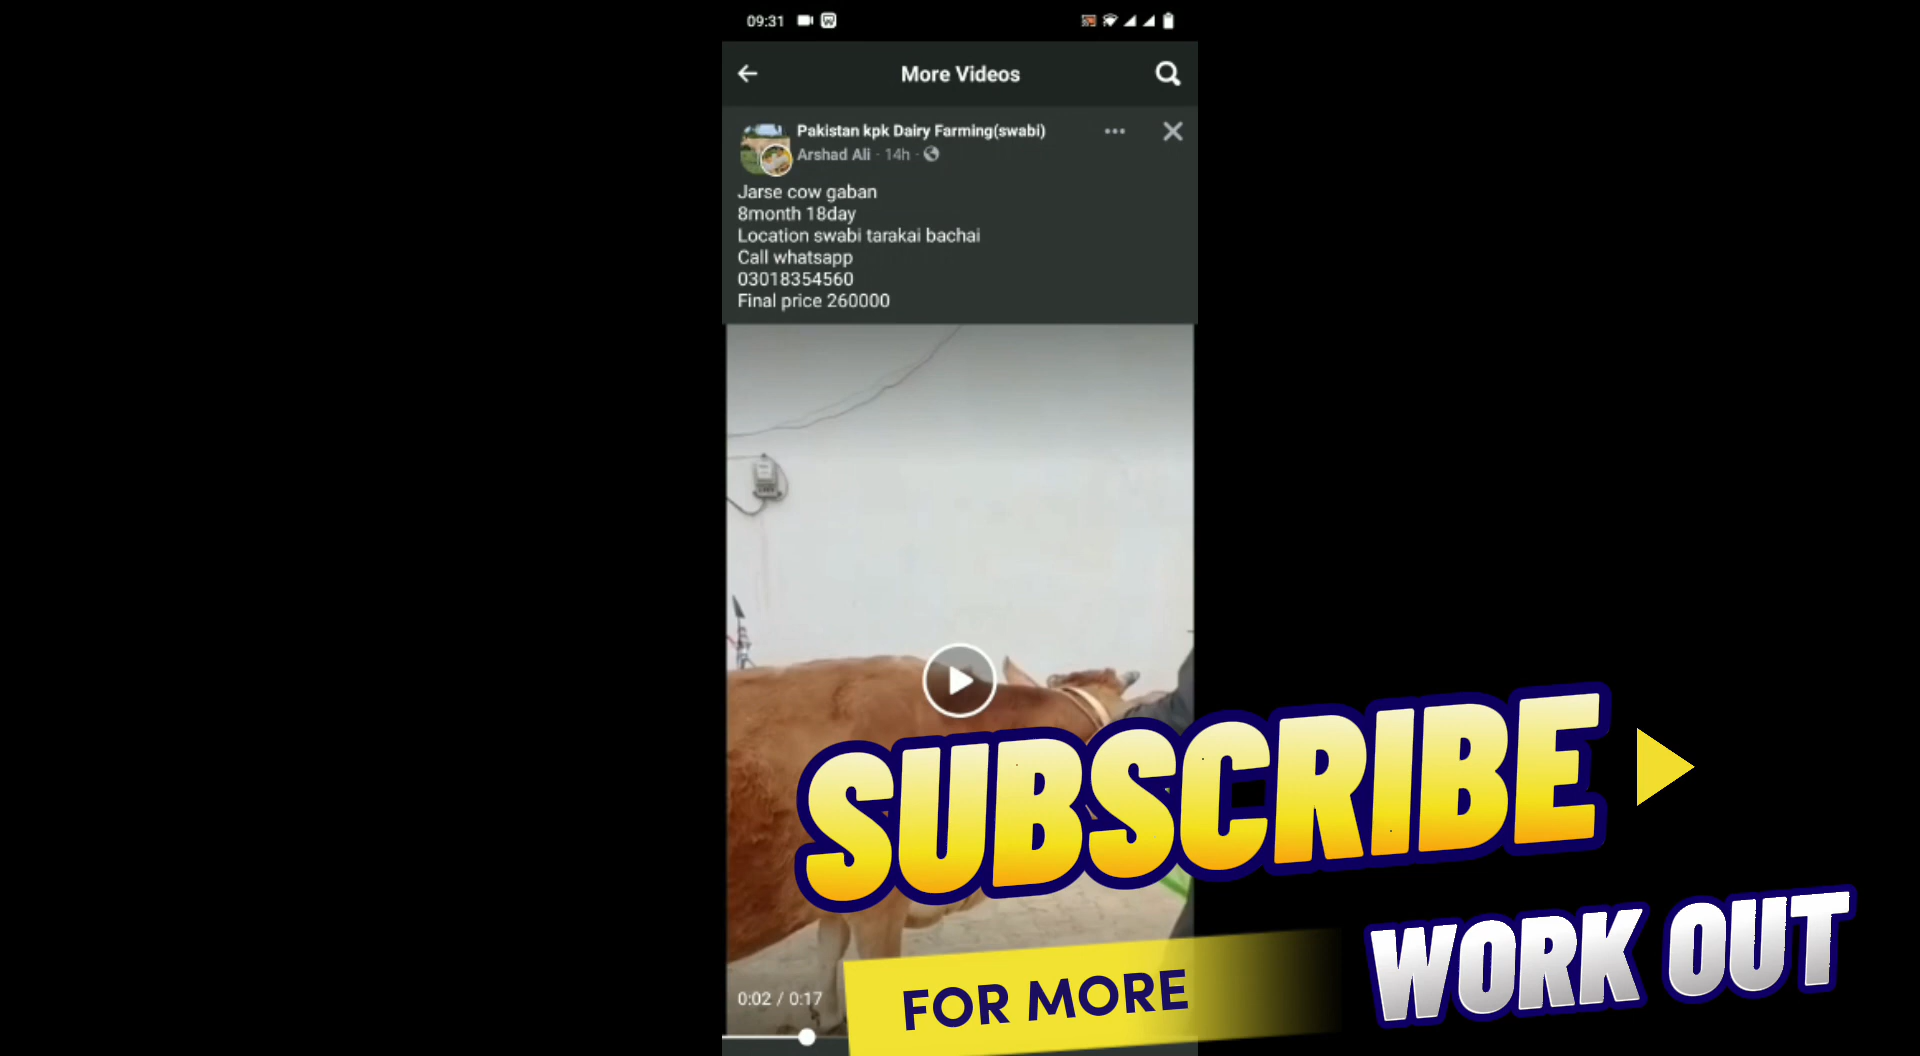 09:31
More Videos
Pakistan kpk Dairy Farming(swabi)
Arshad Ali · 14h ·
Jarse cow gaban
8month 18day
Location swabi tarakai bachai
Call whatsapp
03018354560
Final price 260000
SUBSCRIBE
WORK OUT
FOR MORE
0:02 / 0:17